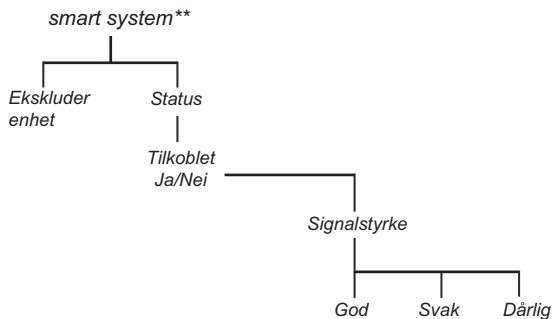 smart system**
Ekskluder
enhet
Status
Tilkoblet
Ja/Nei
Signalstyrke
God
Svak
Dårlig